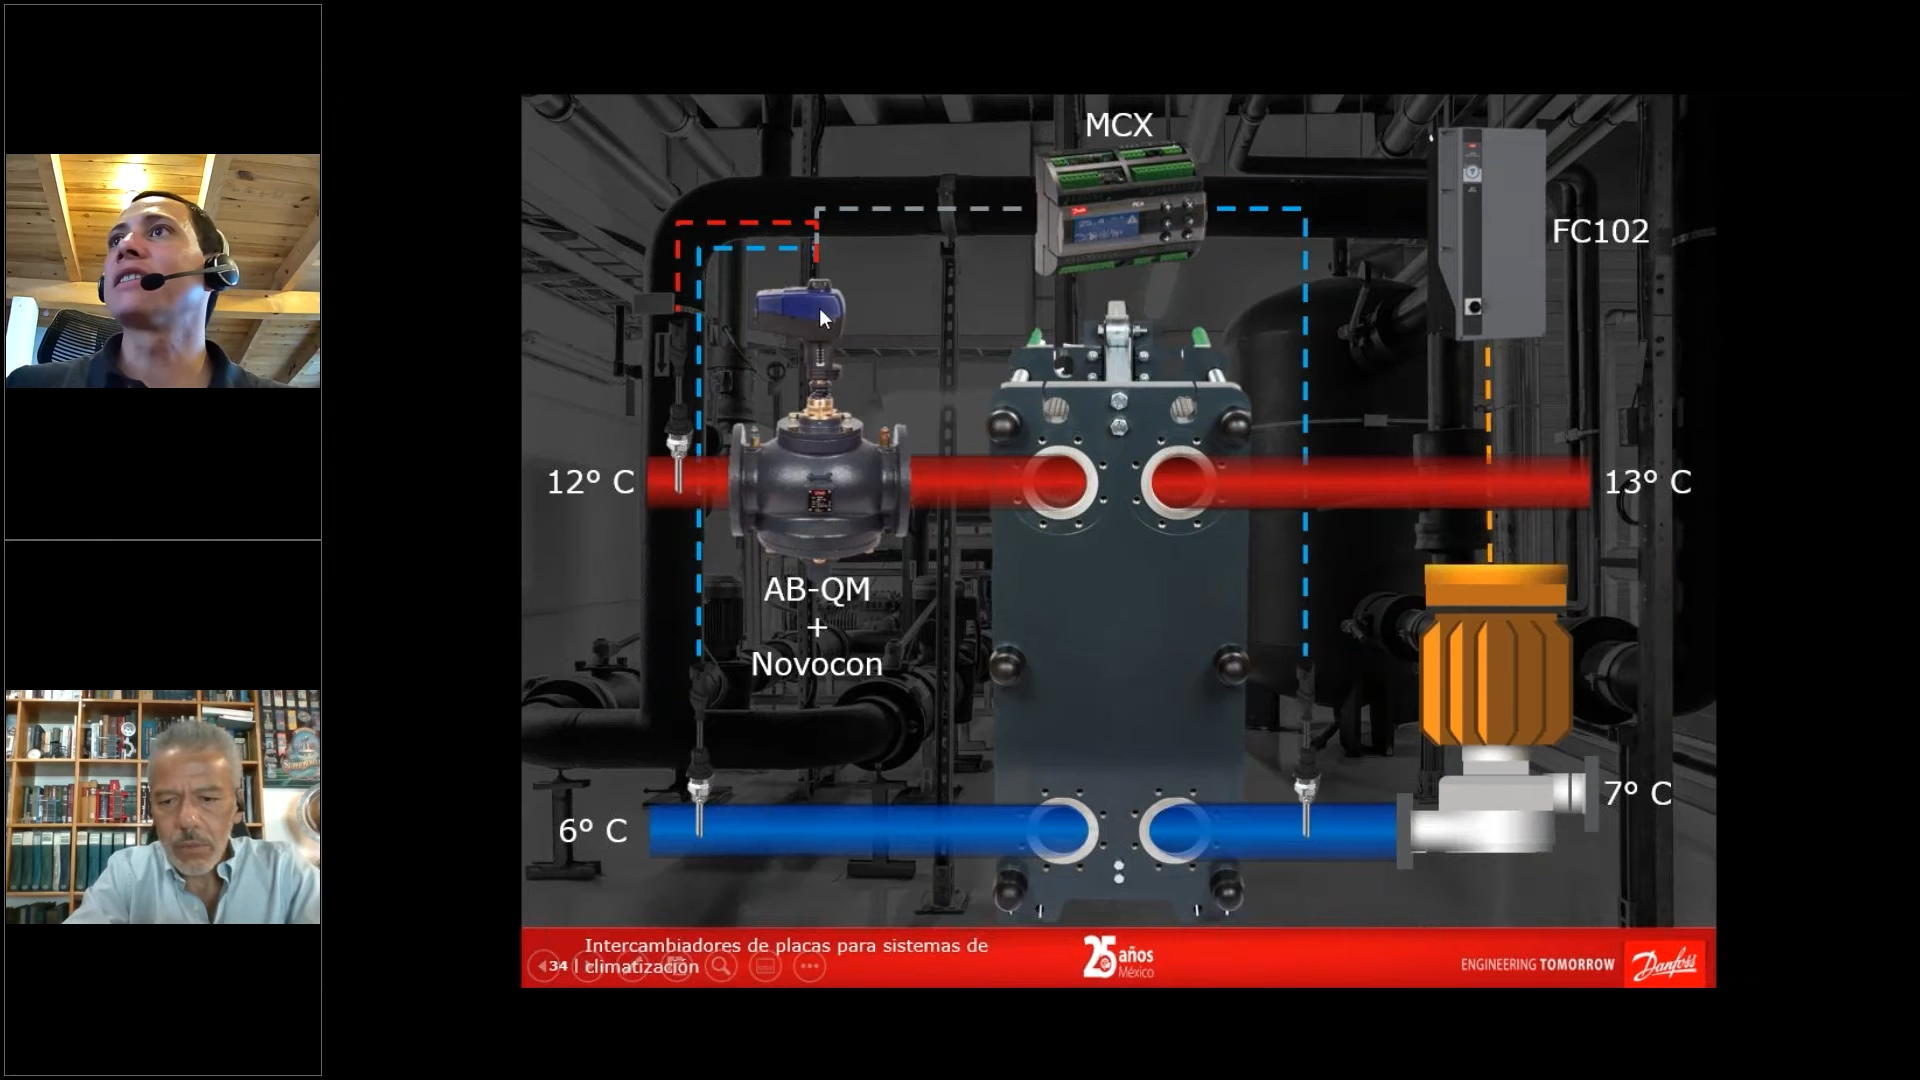 MCX
FC102
12° C
13° C
AB-QM
+
Novocon
6° C
7° C
Intercambiadores de placas para sistemas de
34 | climatización
25 años
México
ENGINEERING TOMORROW
Danfoss